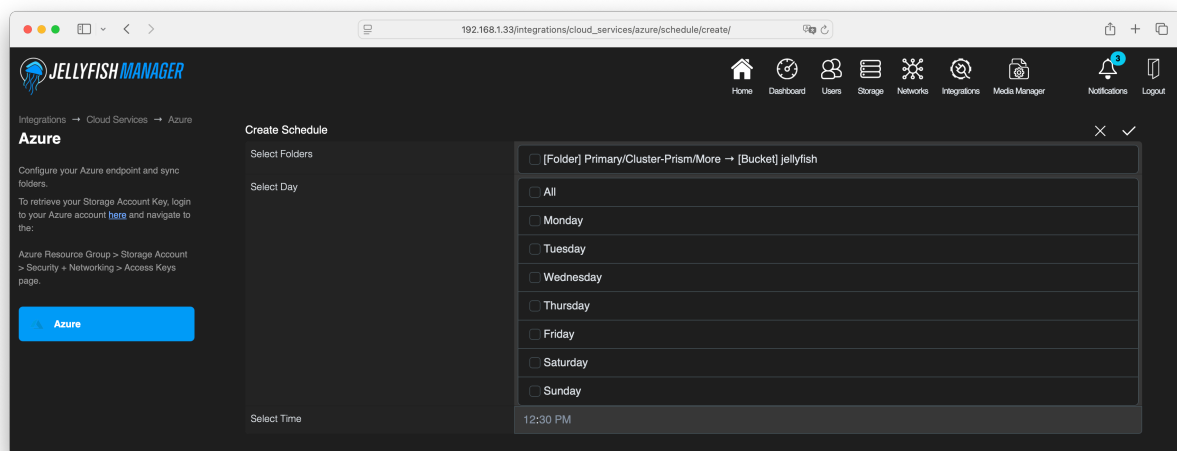 192.168.1.33/integrations/cloud_services/azure/schedule/create/
JELLYFISH MANAGER
Home
Dashboard
Users
Storage
Networks
Integrations
Media Manager
3
Notifications
Logout
Integrations → Cloud Services → Azure
Azure
Configure your Azure endpoint and sync
folders.
To retrieve your Storage Account Key, login
to your Azure account here and navigate to
the:
Azure Resource Group > Storage Account
> Security + Networking > Access Keys
page.
Azure
Create Schedule
Select Folders
[Folder] Primary/Cluster-Prism/More → [Bucket] jellyfish
Select Day
All
Monday
Tuesday
Wednesday
Thursday
Friday
Saturday
Sunday
Select Time
12:30 PM